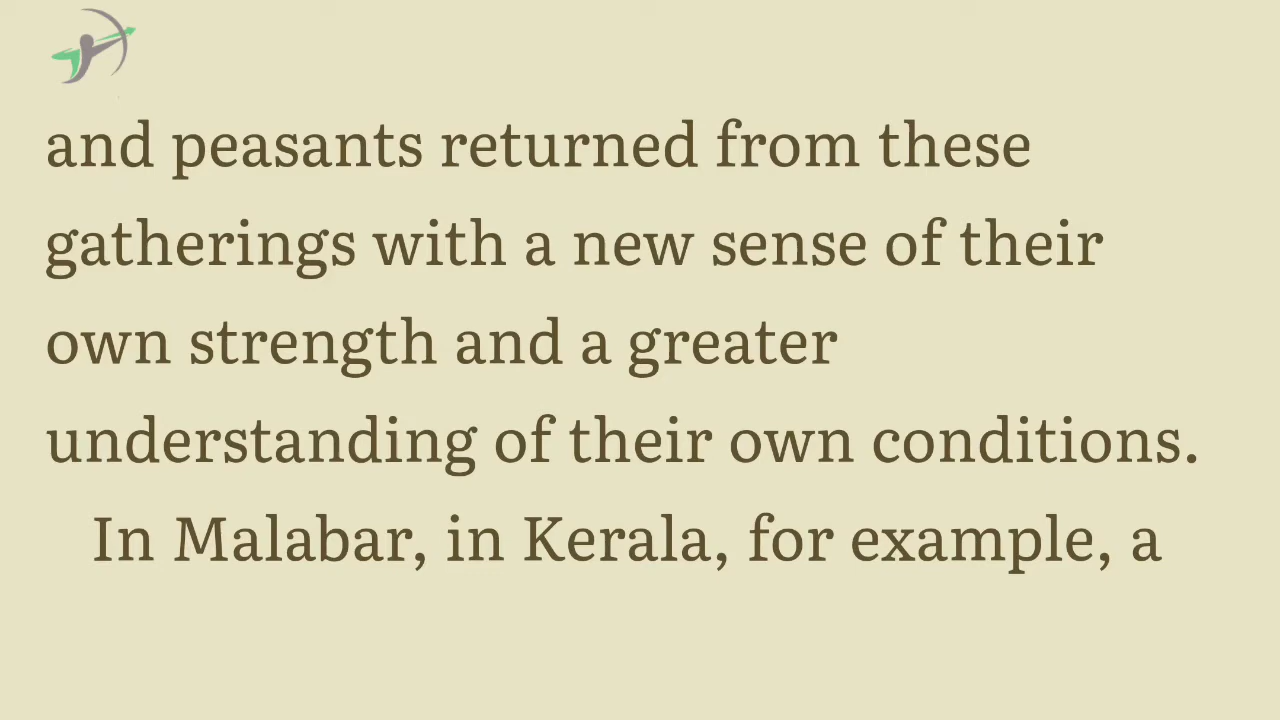 and peasants returned from these
gatherings with a new sense of their
own strength and a greater
understanding of their own conditions.
In Malabar, in Kerala, for example, a